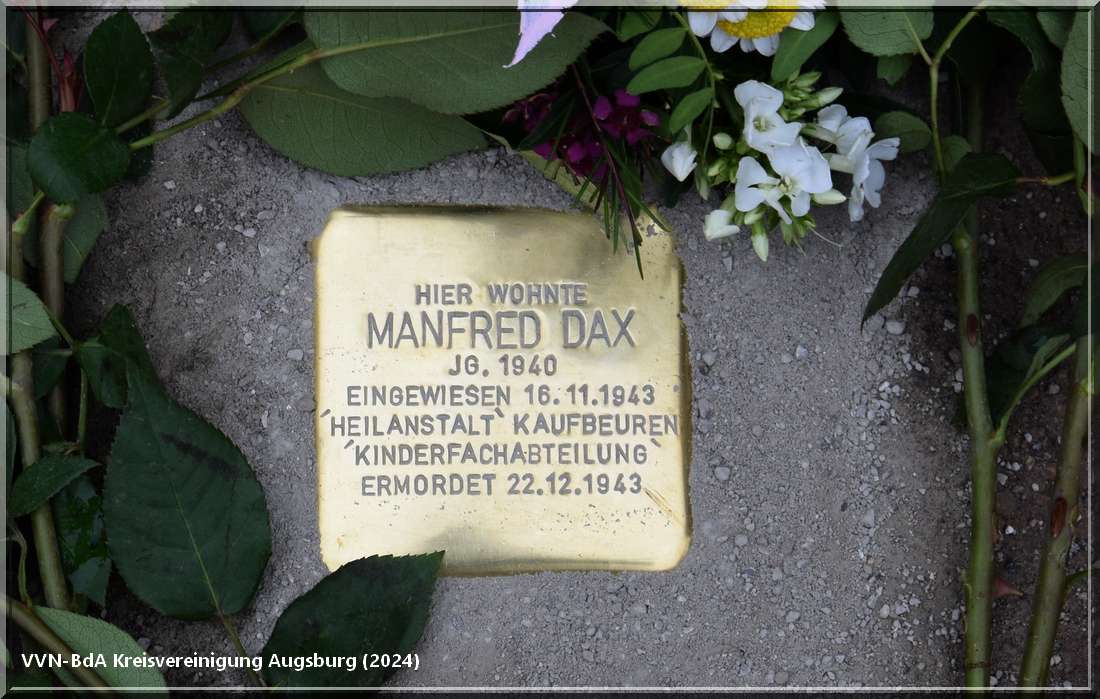 HIER WOHNTE
MANFRED DAX
JG. 1940
EINGEWIESEN 16.11.1943
´HEILANSTALT` KAUFBEUREN
´KINDERFACHABTEILUNG`
ERMORDET 22.12.1943
VVN-BdA Kreisvereinigung Augsburg (2024)